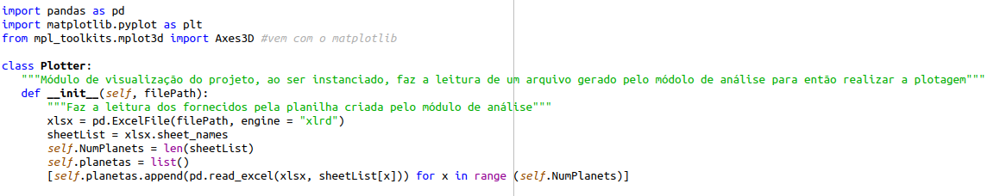 import pandas as pd
import matplotlib.pyplot as plt
from mpl_toolkits.mplot3d import Axes3D #vem com o matplotlib

class Plotter:
   """Módulo de visualização do projeto, ao ser instanciado, faz a leitura de um arquivo gerado pelo módolo de análise para então realizar a plotagem"""
   def __init__(self, filePath):
       """Faz a leitura dos fornecidos pela planilha criada pelo módulo de análise"""
       xlsx = pd.ExcelFile(filePath, engine = "xlrd")
       sheetList = xlsx.sheet_names
       self.NumPlanets = len(sheetList)
       self.planetas = list()
       [self.planetas.append(pd.read_excel(xlsx, sheetList[x])) for x in range (self.NumPlanets)]